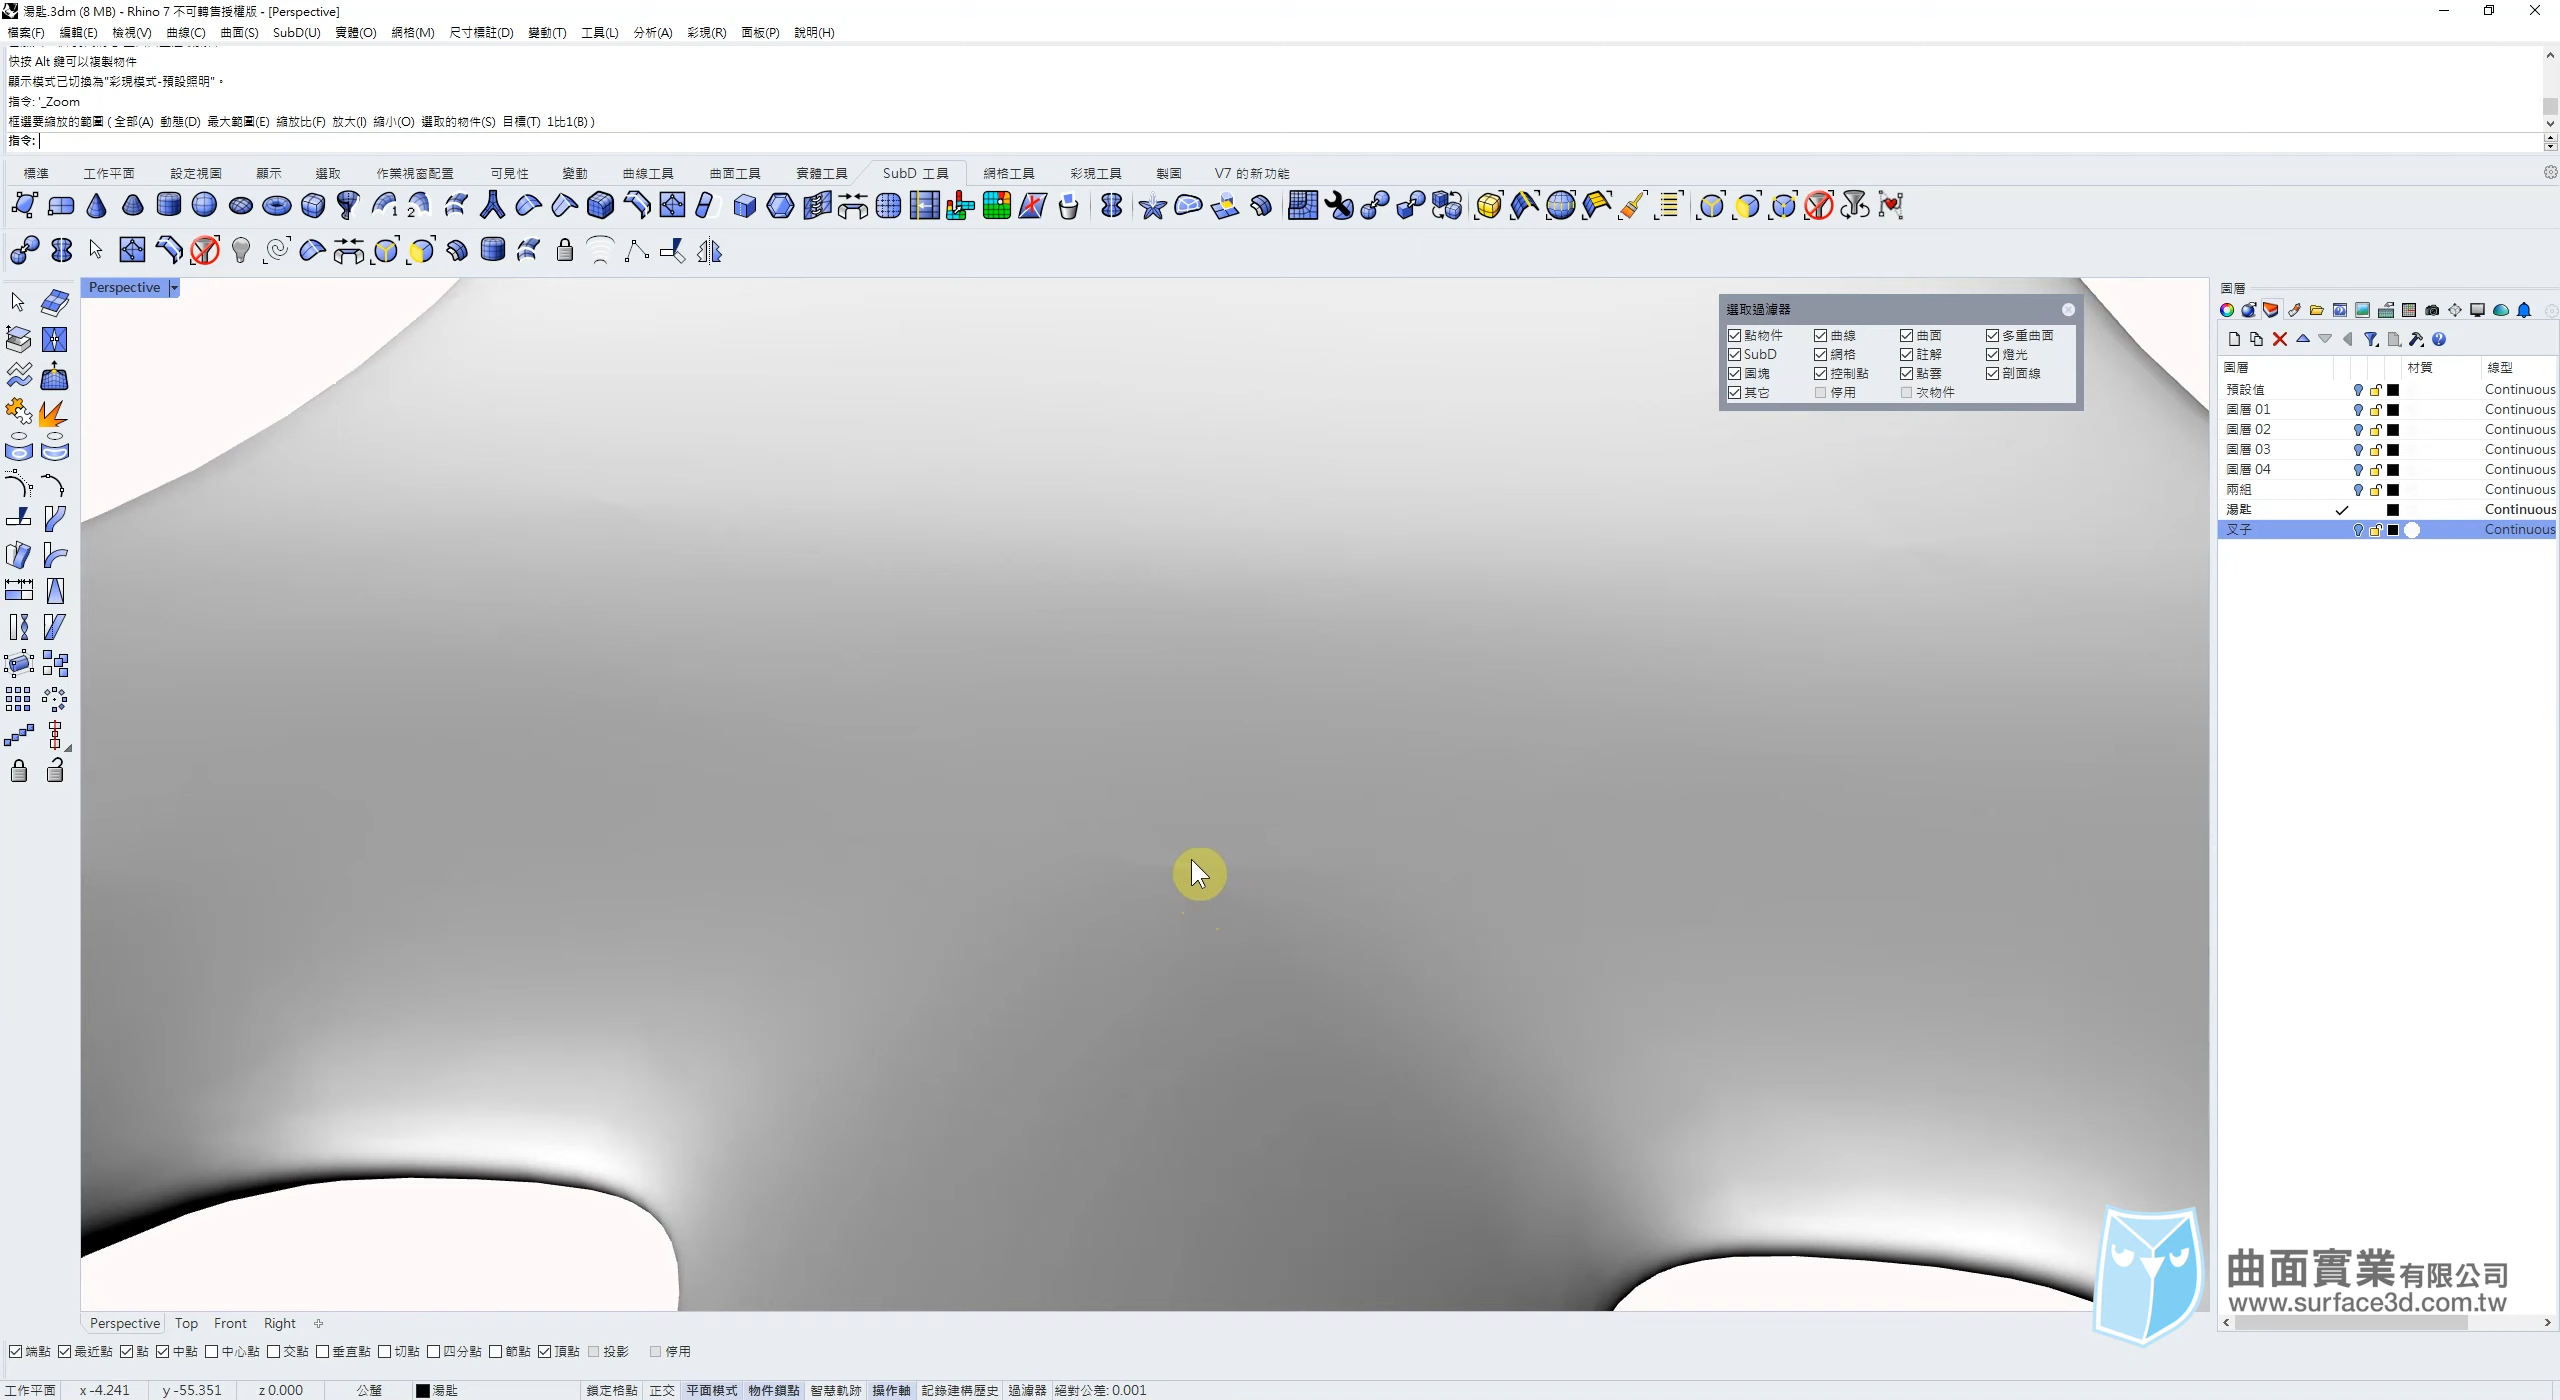 湯匙.3dm (8 MB) - Rhino 7 不可轉售授權版 - [Perspective]
檔案(F) 編輯(E) 檢視(V) 曲線(C) 曲面(S) SubD(U) 實體(O) 網格(M) 尺寸標註(D) 變動(T) 工具(L) 分析(A) 彩現(R) 面板(P) 說明(H)
快按 Alt 鍵可以複製物件
顯示模式已切換為"彩現模式-預設照明"。
指令: '_Zoom
框選要縮放的範圍 ( 全部(A) 動態(D) 最大範圍(E) 縮放比(F) 放大(I) 縮小(O) 選取的物件(S) 目標(T) 1比1(B) )
指令:
標準 工作平面 設定視圖 顯示 選取 作業視窗配置 可見性 變動 曲線工具 曲面工具 實體工具 SubD 工具 網格工具 彩現工具 製圖 V7 的新功能
Perspective
選取過濾器
點物件 曲線 曲面 多重曲面
SubD 網格 註解 燈光
圖塊 控制點 點雲 剖面線
其它 停用 次物件
圖層
圖層 材質 線型
預設值 Continuous
圖層 01 Continuous
圖層 02 Continuous
圖層 03 Continuous
圖層 04 Continuous
兩組 Continuous
湯匙 Continuous
叉子 Continuous
曲面實業有限公司
www.surface3d.com.tw
Perspective Top Front Right
端點 最近點 點 中點 中心點 交點 垂直點 切點 四分點 節點 頂點 投影 停用
工作平面 x -4.241 y -55.351 z 0.000 公釐 湯匙 鎖定格點 正交 平面模式 物件鎖點 智慧軌跡 操作軸 記錄建構歷史 過濾器 絕對公差: 0.001